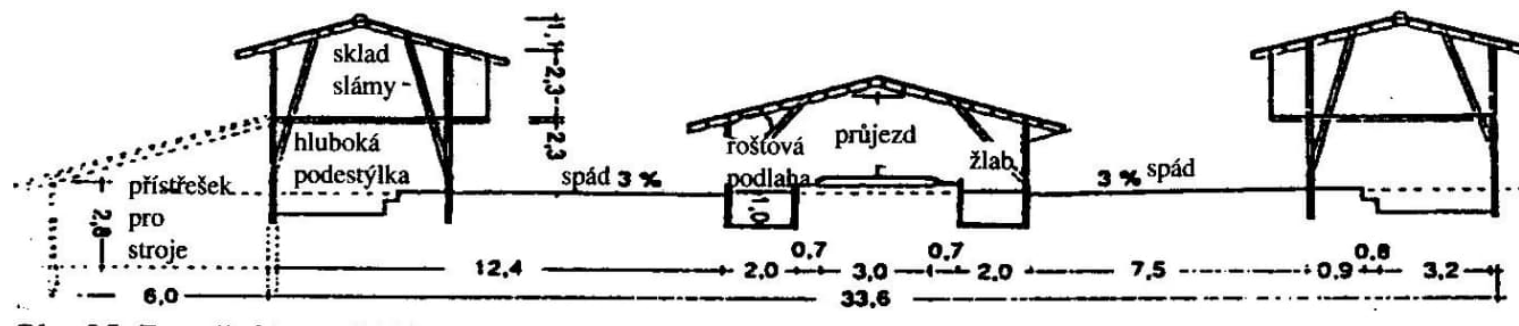 sklad
slámy
1,1
2,3
2,3
hluboká
podestýlka
přístřešek
pro
stroje
2,8
spád 3 %
roštová
podlaha
1,0
průjezd
žlab
3 % spád
12,4
2,0
0,7
3,0
0,7
2,0
7,5
0,9
3,2
6,0
33,6